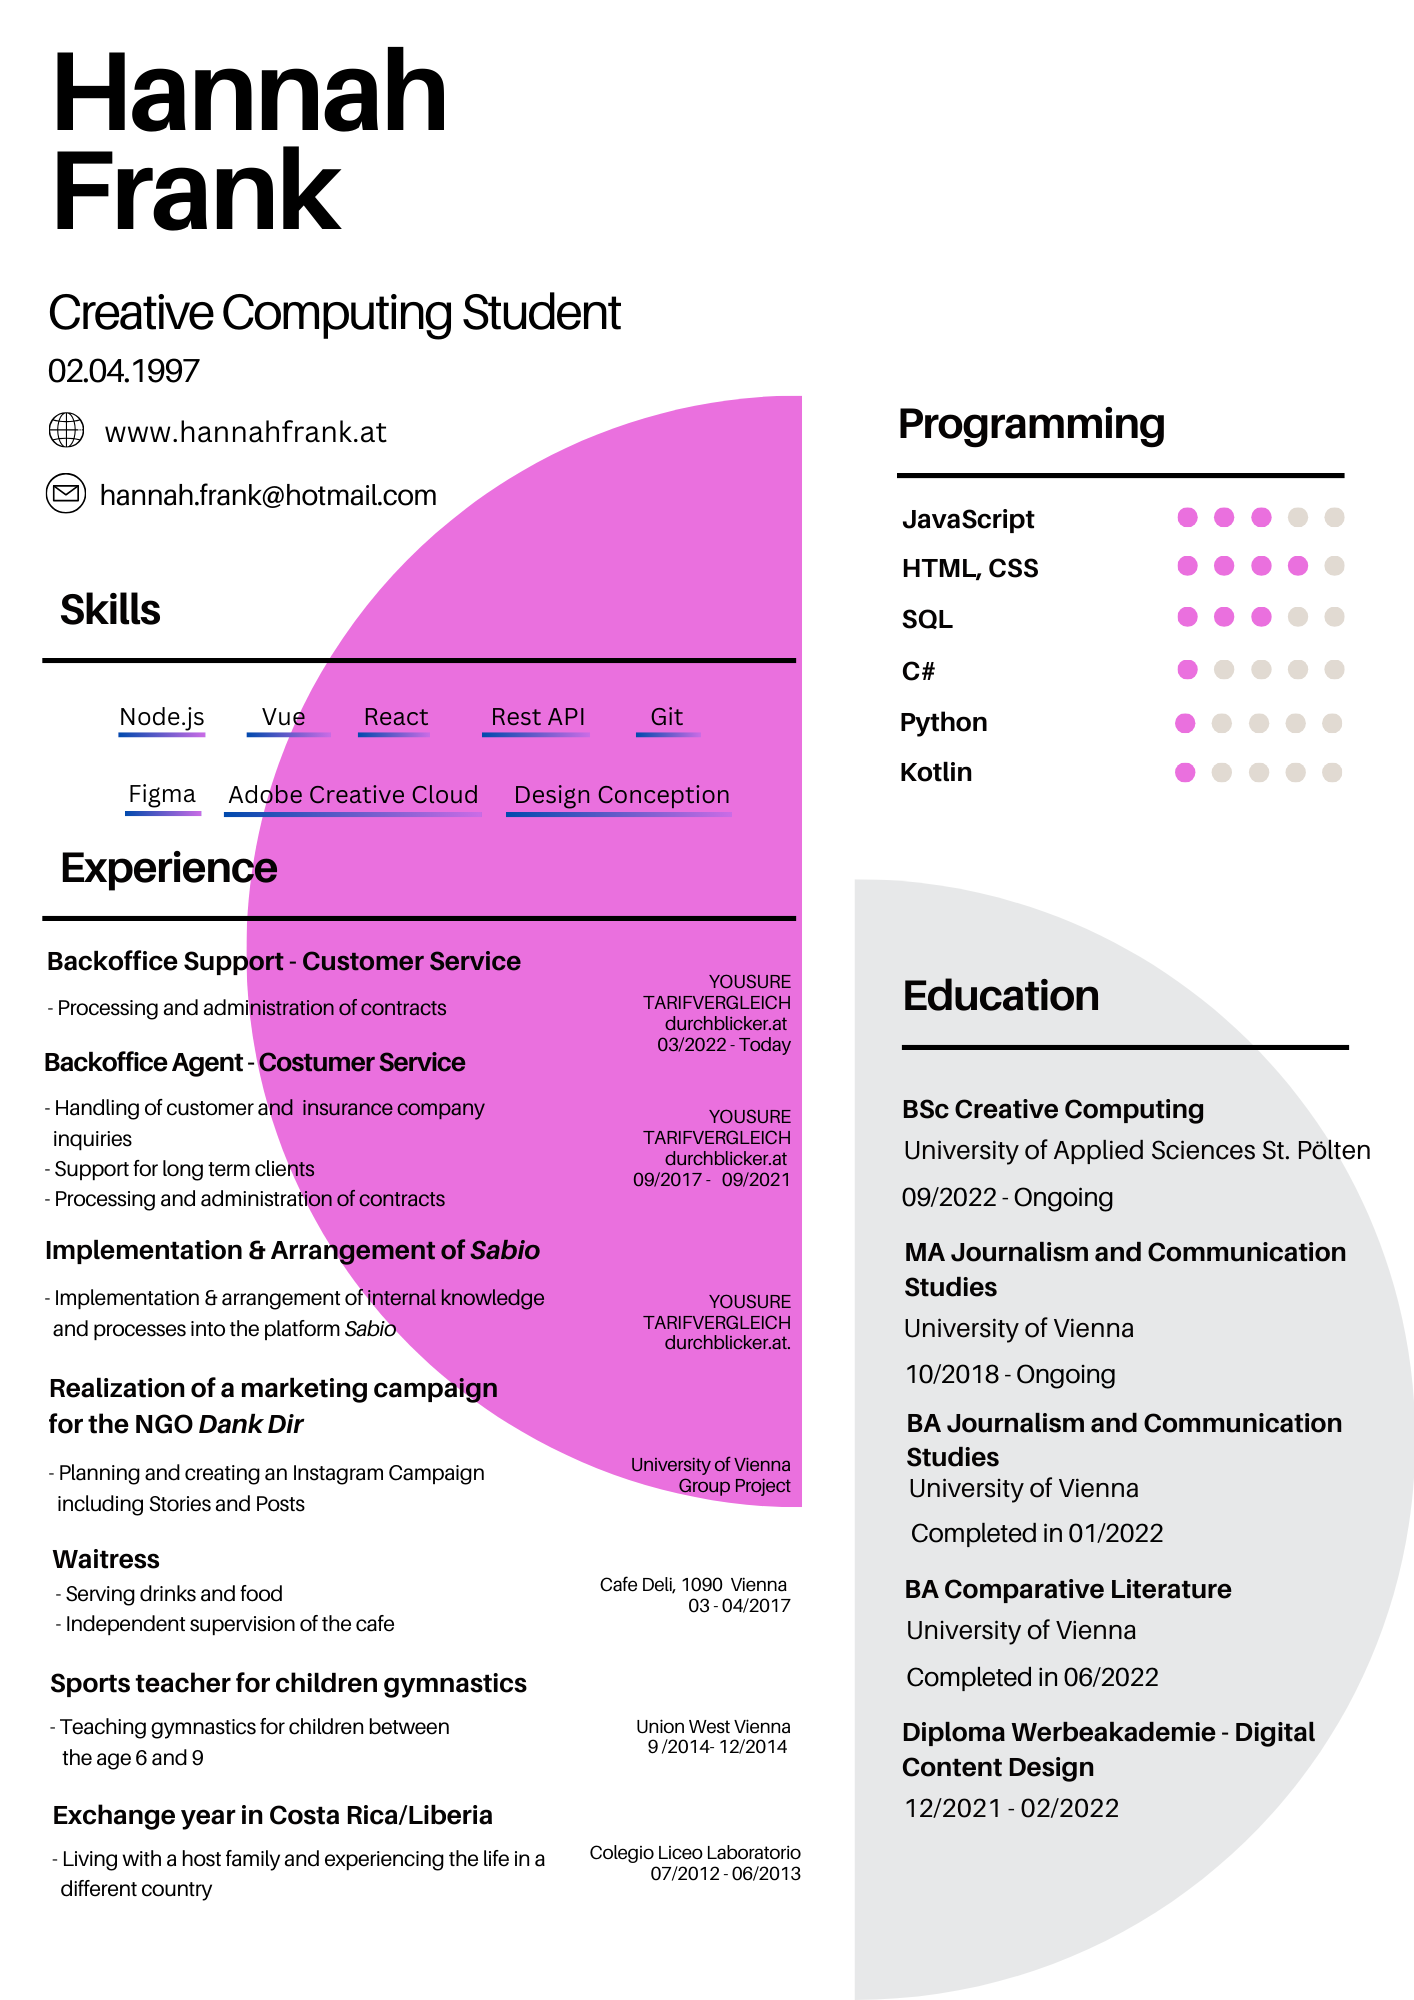 Hannah
Frank
Creative Computing Student
02.04.1997
www.hannahfrank.at
hannah.frank@hotmail.com
Skills
Node.js Vue React Rest API Git
Figma Adobe Creative Cloud Design Conception
Experience
Backoffice Support - Customer Service
- Processing and administration of contracts
YOUSURE
TARIFVERGLEICH
durchblicker.at
03/2022 - Today
Backoffice Agent - Costumer Service
- Handling of customer and insurance company
inquiries
- Support for long term clients
- Processing and administration of contracts
YOUSURE
TARIFVERGLEICH
durchblicker.at
09/2017 - 09/2021
Implementation & Arrangement of Sabio
- Implementation & arrangement of internal knowledge
and processes into the platform Sabio
YOUSURE
TARIFVERGLEICH
durchblicker.at.
Realization of a marketing campaign
for the NGO Dank Dir
- Planning and creating an Instagram Campaign
including Stories and Posts
University of Vienna
Group Project
Waitress
- Serving drinks and food
- Independent supervision of the cafe
Cafe Deli, 1090 Vienna
03 - 04/2017
Sports teacher for children gymnastics
- Teaching gymnastics for children between
the age 6 and 9
Union West Vienna
9 /2014- 12/2014
Exchange year in Costa Rica/Liberia
- Living with a host family and experiencing the life in a
different country
Colegio Liceo Laboratorio
07/2012 - 06/2013
Programming
JavaScript
HTML, CSS
SQL
C#
Python
Kotlin
Education
BSc Creative Computing
University of Applied Sciences St. Pölten
09/2022 - Ongoing
MA Journalism and Communication
Studies
University of Vienna
10/2018 - Ongoing
BA Journalism and Communication
Studies
University of Vienna
Completed in 01/2022
BA Comparative Literature
University of Vienna
Completed in 06/2022
Diploma Werbeakademie - Digital
Content Design
12/2021 - 02/2022